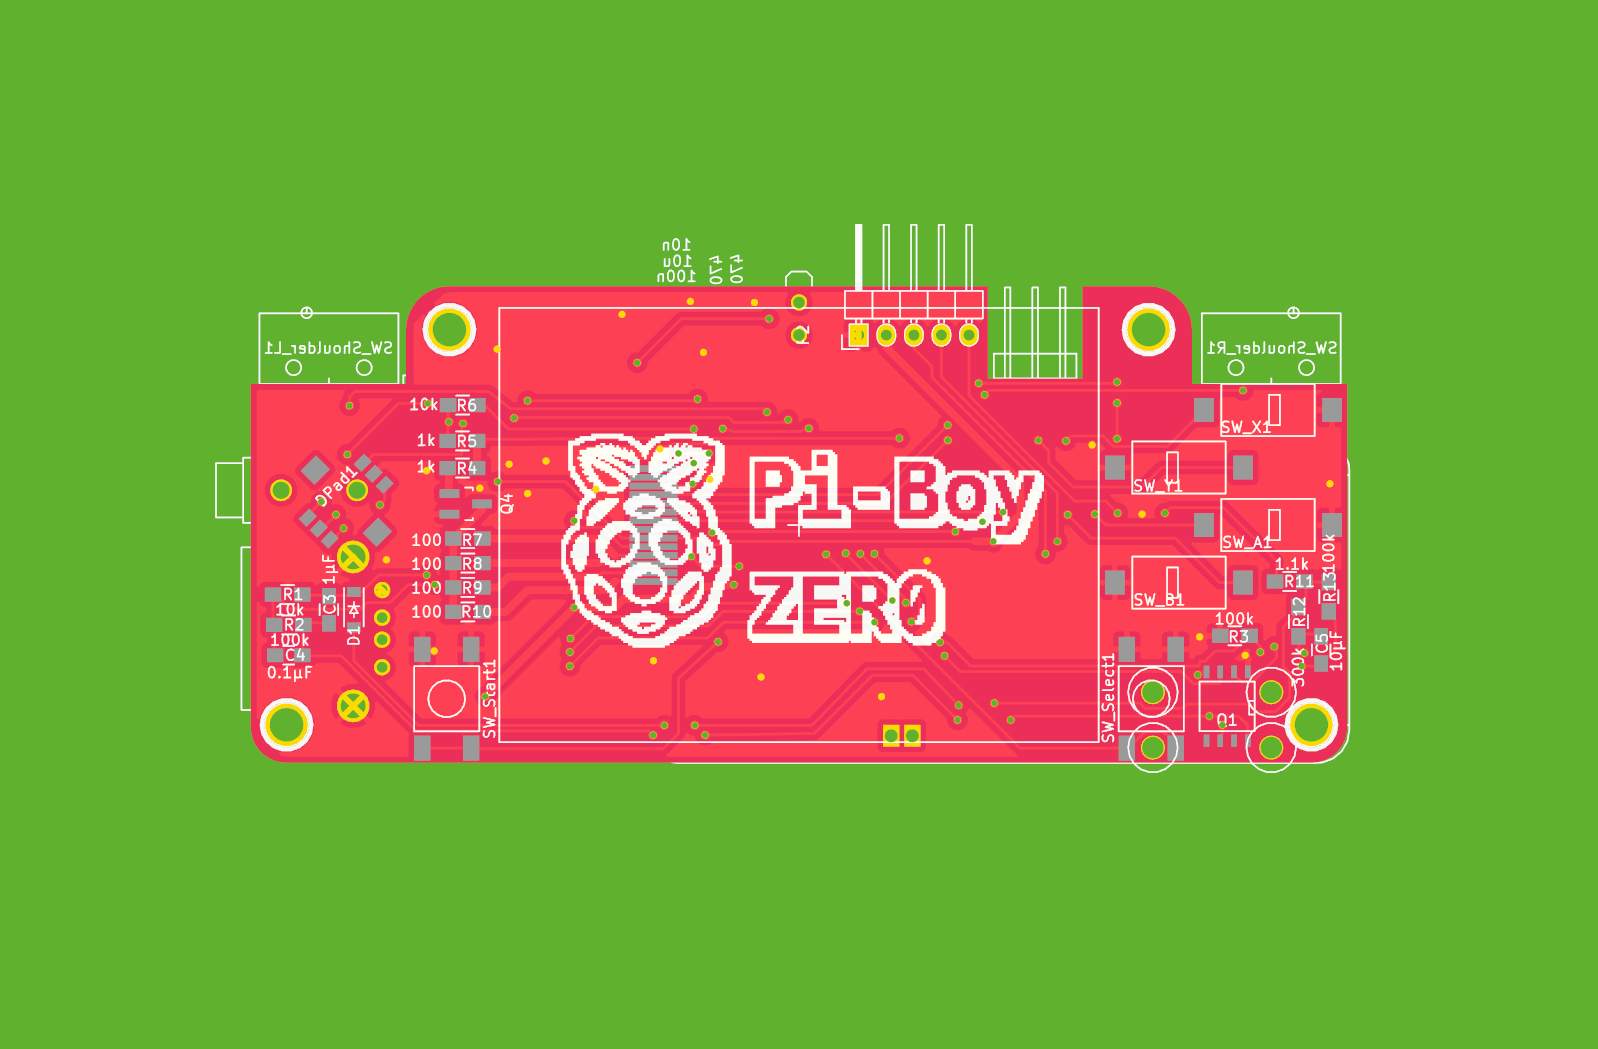 10n
10u
100n
470
470
SW_Shoulder_L1
SW_Shoulder_R1
10k
R6
1k
R5
1k
R4
DPad1
Q4
100
R7
100
R8
100
R9
100
R10
1µF
C3
R1
10k
R2
100k
C4
0.1µF
D1
SW_Start1
Pi-Boy
ZERO
SW_X1
SW_Y1
SW_A1
SW_B1
1.1k
R11
100k
R13
R12
300k
100k
R3
C5
10µF
SW_Select1
Q1